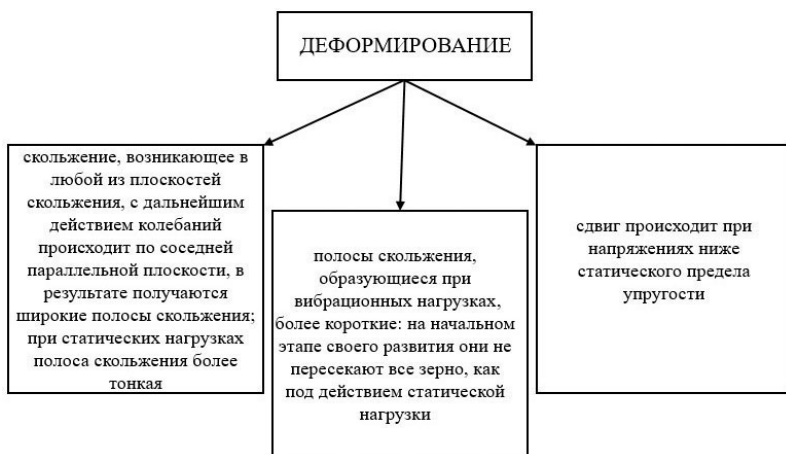 ДЕФОРМИРОВАНИЕ
скольжение, возникающее в
любой из плоскостей
скольжения, с дальнейшим
действием колебаний
происходит по соседней
параллельной плоскости, в
результате получаются
широкие полосы скольжения;
при статических нагрузках
полоса скольжения более
тонкая
полосы скольжения,
образующиеся при
вибрационных нагрузках,
более короткие: на начальном
этапе своего развития они не
пересекают все зерно, как
под действием статической
нагрузки
сдвиг происходит при
напряжениях ниже
статического предела
упругости